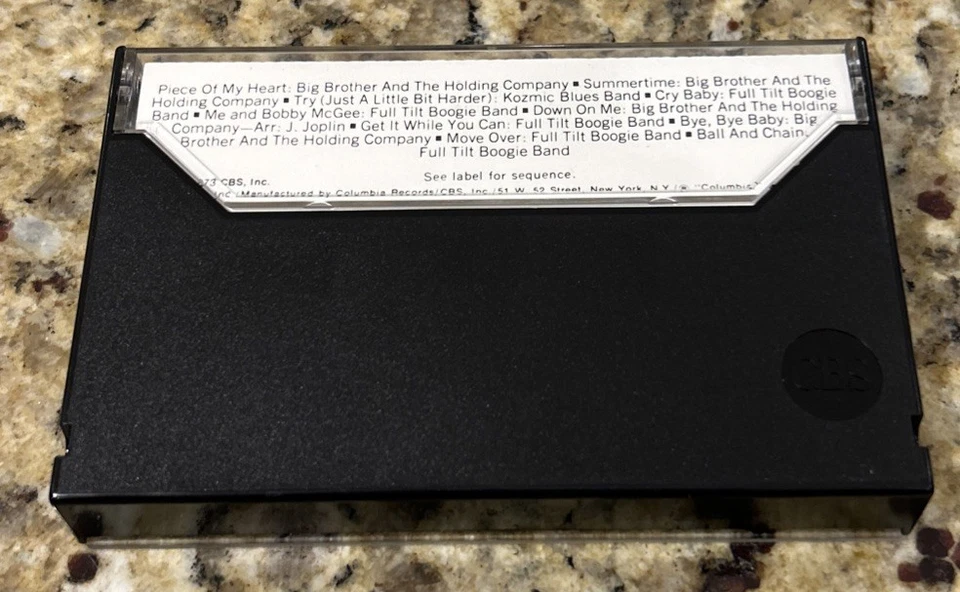 Piece Of My Heart: Big Brother And The Holding Company ▪ Summertime: Big Brother And The
Holding Company ▪ Try (Just A Little Bit Harder): Kozmic Blues Band ▪ Cry Baby: Full Tilt Boogie
Band ▪ Me and Bobby McGee: Full Tilt Boogie Band ▪ Down On Me: Big Brother And The Holding
Company—Arr: J. Joplin ▪ Get It While You Can: Full Tilt Boogie Band ▪ Bye, Bye Baby: Big
Brother And The Holding Company ▪ Move Over: Full Tilt Boogie Band ▪ Ball And Chain:
Full Tilt Boogie Band
See label for sequence.
73 CBS, Inc.
Inc./Manufactured by Columbia Records/CBS, Inc./51 W. 52 Street, New York, N.Y./® "Columbia"
CBS